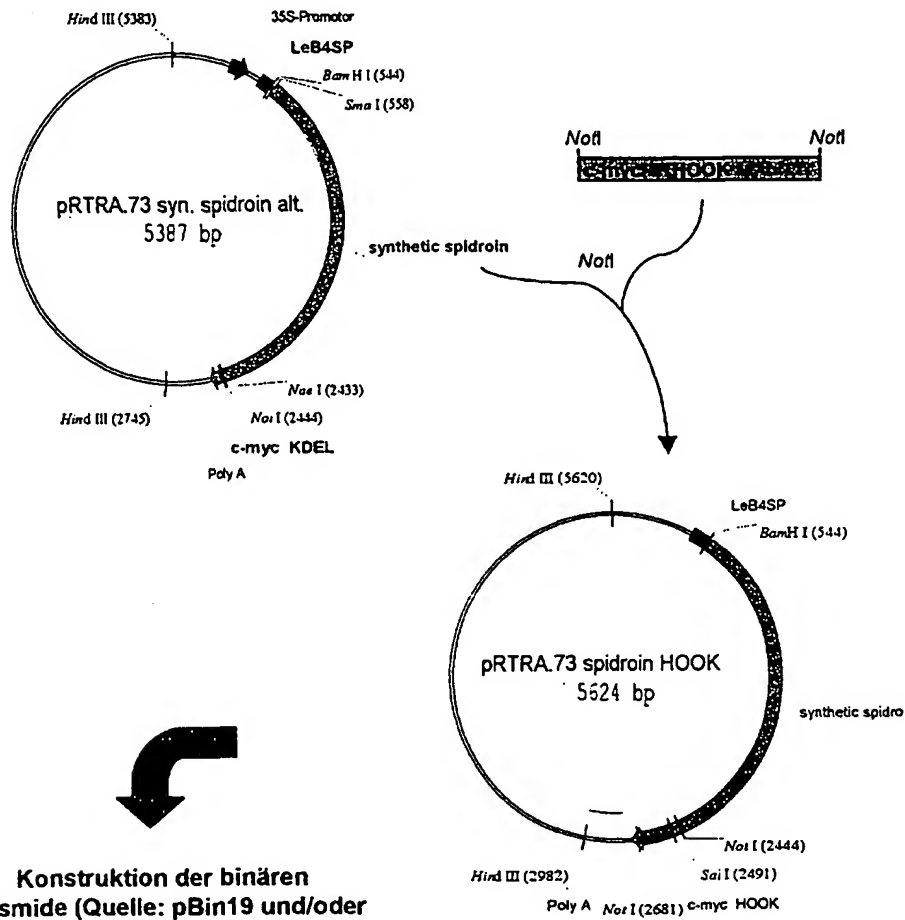 Hind III (5383)
35S-Promotor
LeB4SP
Bam H I (544)
Sma I (558)
NotI
NotI
c-myc HOOK
pRTRA.73 syn. spidroin alt.
5387 bp
synthetic spidroin
NotI
Nae I (2433)
Hind III (2745)
Not I (2444)
c-myc KDEL
Poly A
Hind III (5620)
LeB4SP
BamH I (544)
pRTRA.73 spidroin HOOK
5624 bp
synthetic spidro
Not I (2444)
Hind III (2982)
Sal I (2491)
Poly A
Not I (2681)
c-myc HOOK
Konstruktion der binären
smide (Quelle: pBin19 und/oder